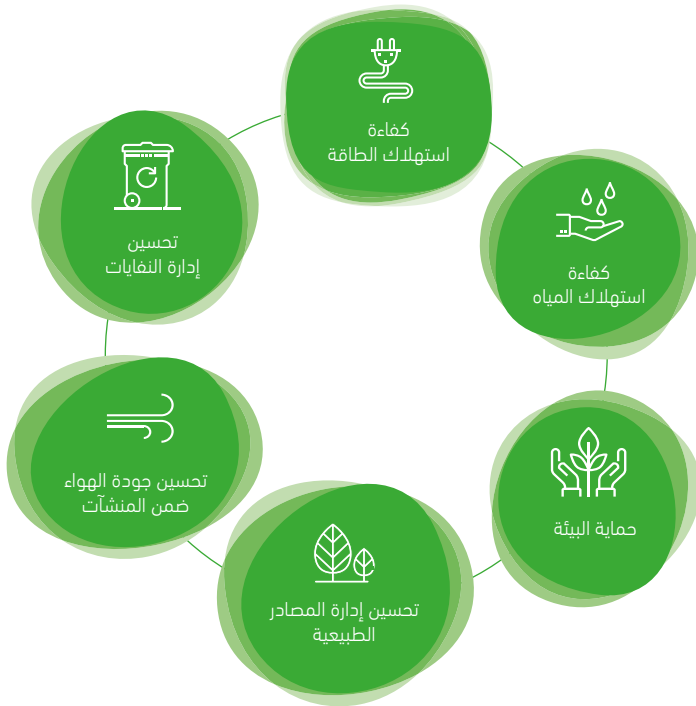 كفاءة
استهلاك الطاقة
كفاءة
استهلاك المياه
حماية البيئة
تحسين إدارة المصادر
الطبيعية
تحسين جودة الهواء
ضمن المنشآت
تحسين
إدارة النفايات